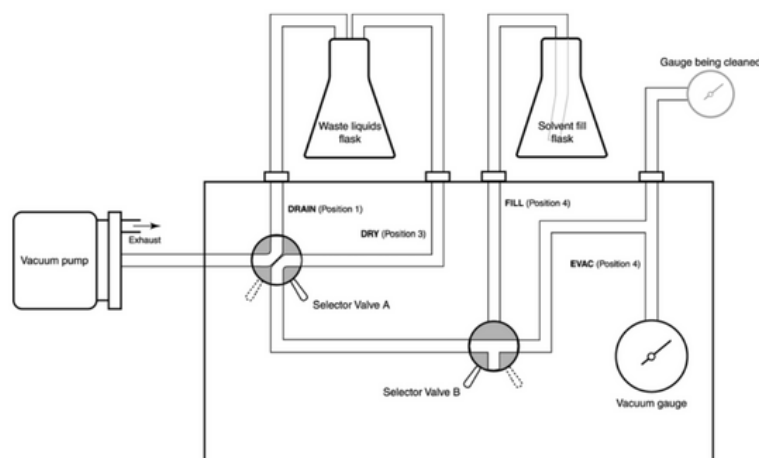 Gauge being cleaned
Waste liquids
flask
Solvent fill
flask
DRAIN (Position 1)
FILL (Position 4)
DRY (Position 3)
Exhaust
Vacuum pump
EVAC (Position 4)
Selector Valve A
Selector Valve B
Vacuum gauge